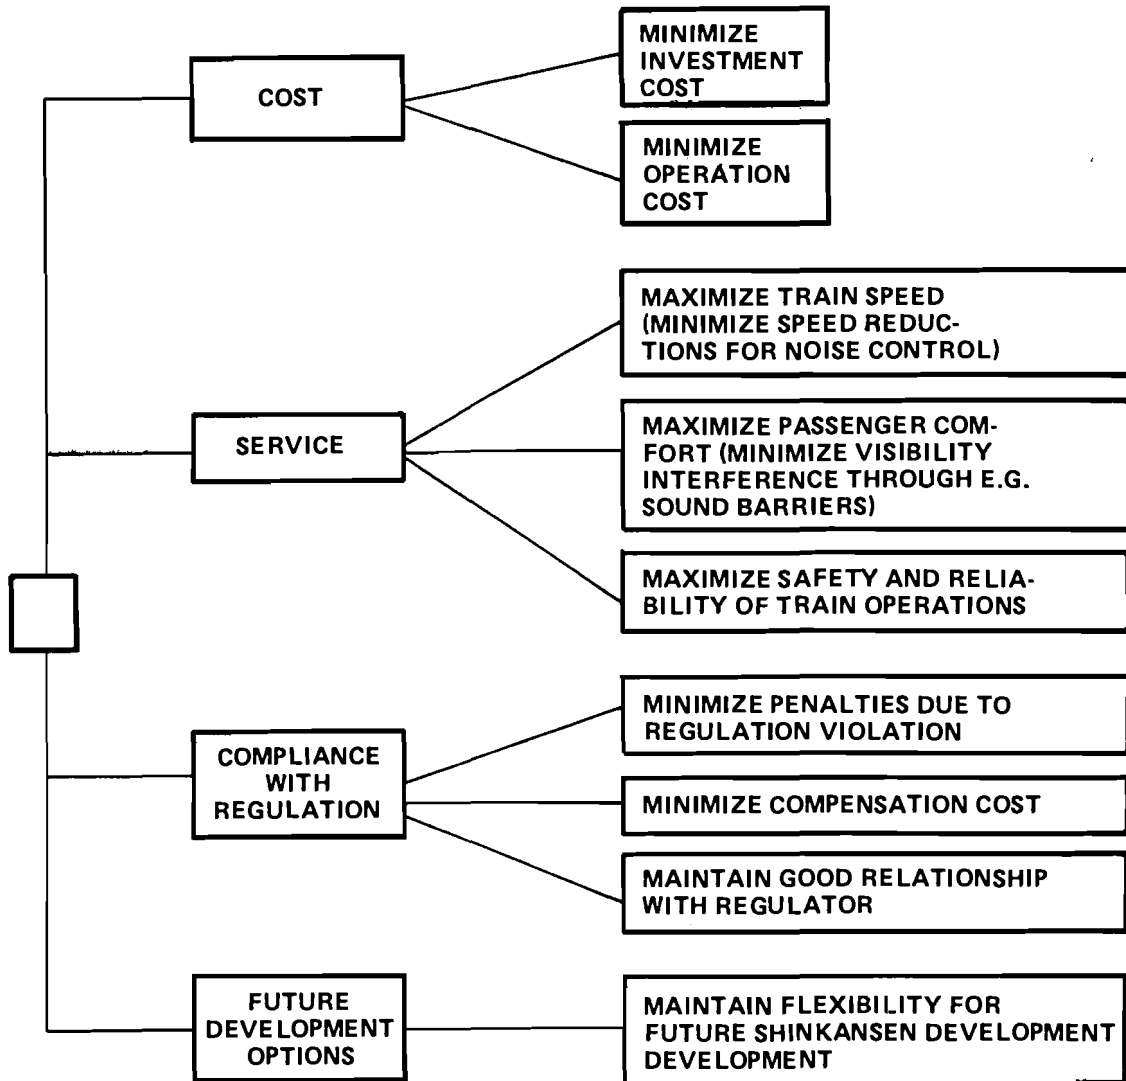 COST
MINIMIZE
INVESTMENT
COST
MINIMIZE
OPERATION
COST
SERVICE
MAXIMIZE TRAIN SPEED
(MINIMIZE SPEED REDUC-
TIONS FOR NOISE CONTROL)
MAXIMIZE PASSENGER COM-
FORT (MINIMIZE VISIBILITY
INTERFERENCE THROUGH E.G.
SOUND BARRIERS)
MAXIMIZE SAFETY AND RELIA-
BILITY OF TRAIN OPERATIONS
COMPLIANCE
WITH
REGULATION
MINIMIZE PENALTIES DUE TO
REGULATION VIOLATION
MINIMIZE COMPENSATION COST
MAINTAIN GOOD RELATIONSHIP
WITH REGULATOR
FUTURE
DEVELOPMENT
OPTIONS
MAINTAIN FLEXIBILITY FOR
FUTURE SHINKANSEN DEVELOPMENT
DEVELOPMENT